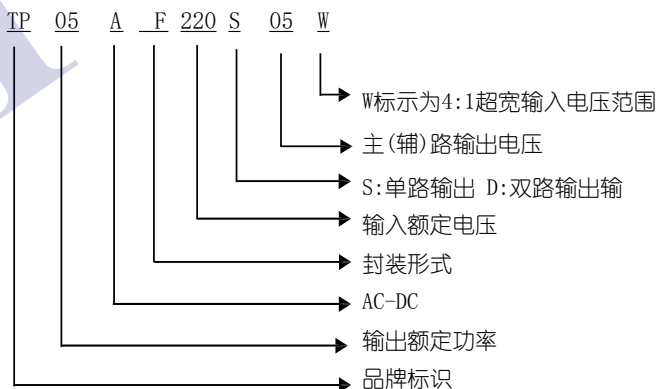 TP 05 A F 220 S 05 W
W标示为4:1超宽输入电压范围
主(辅)路输出电压
S:单路输出 D:双路输出输
输入额定电压
封装形式
AC-DC
输出额定功率
品牌标识